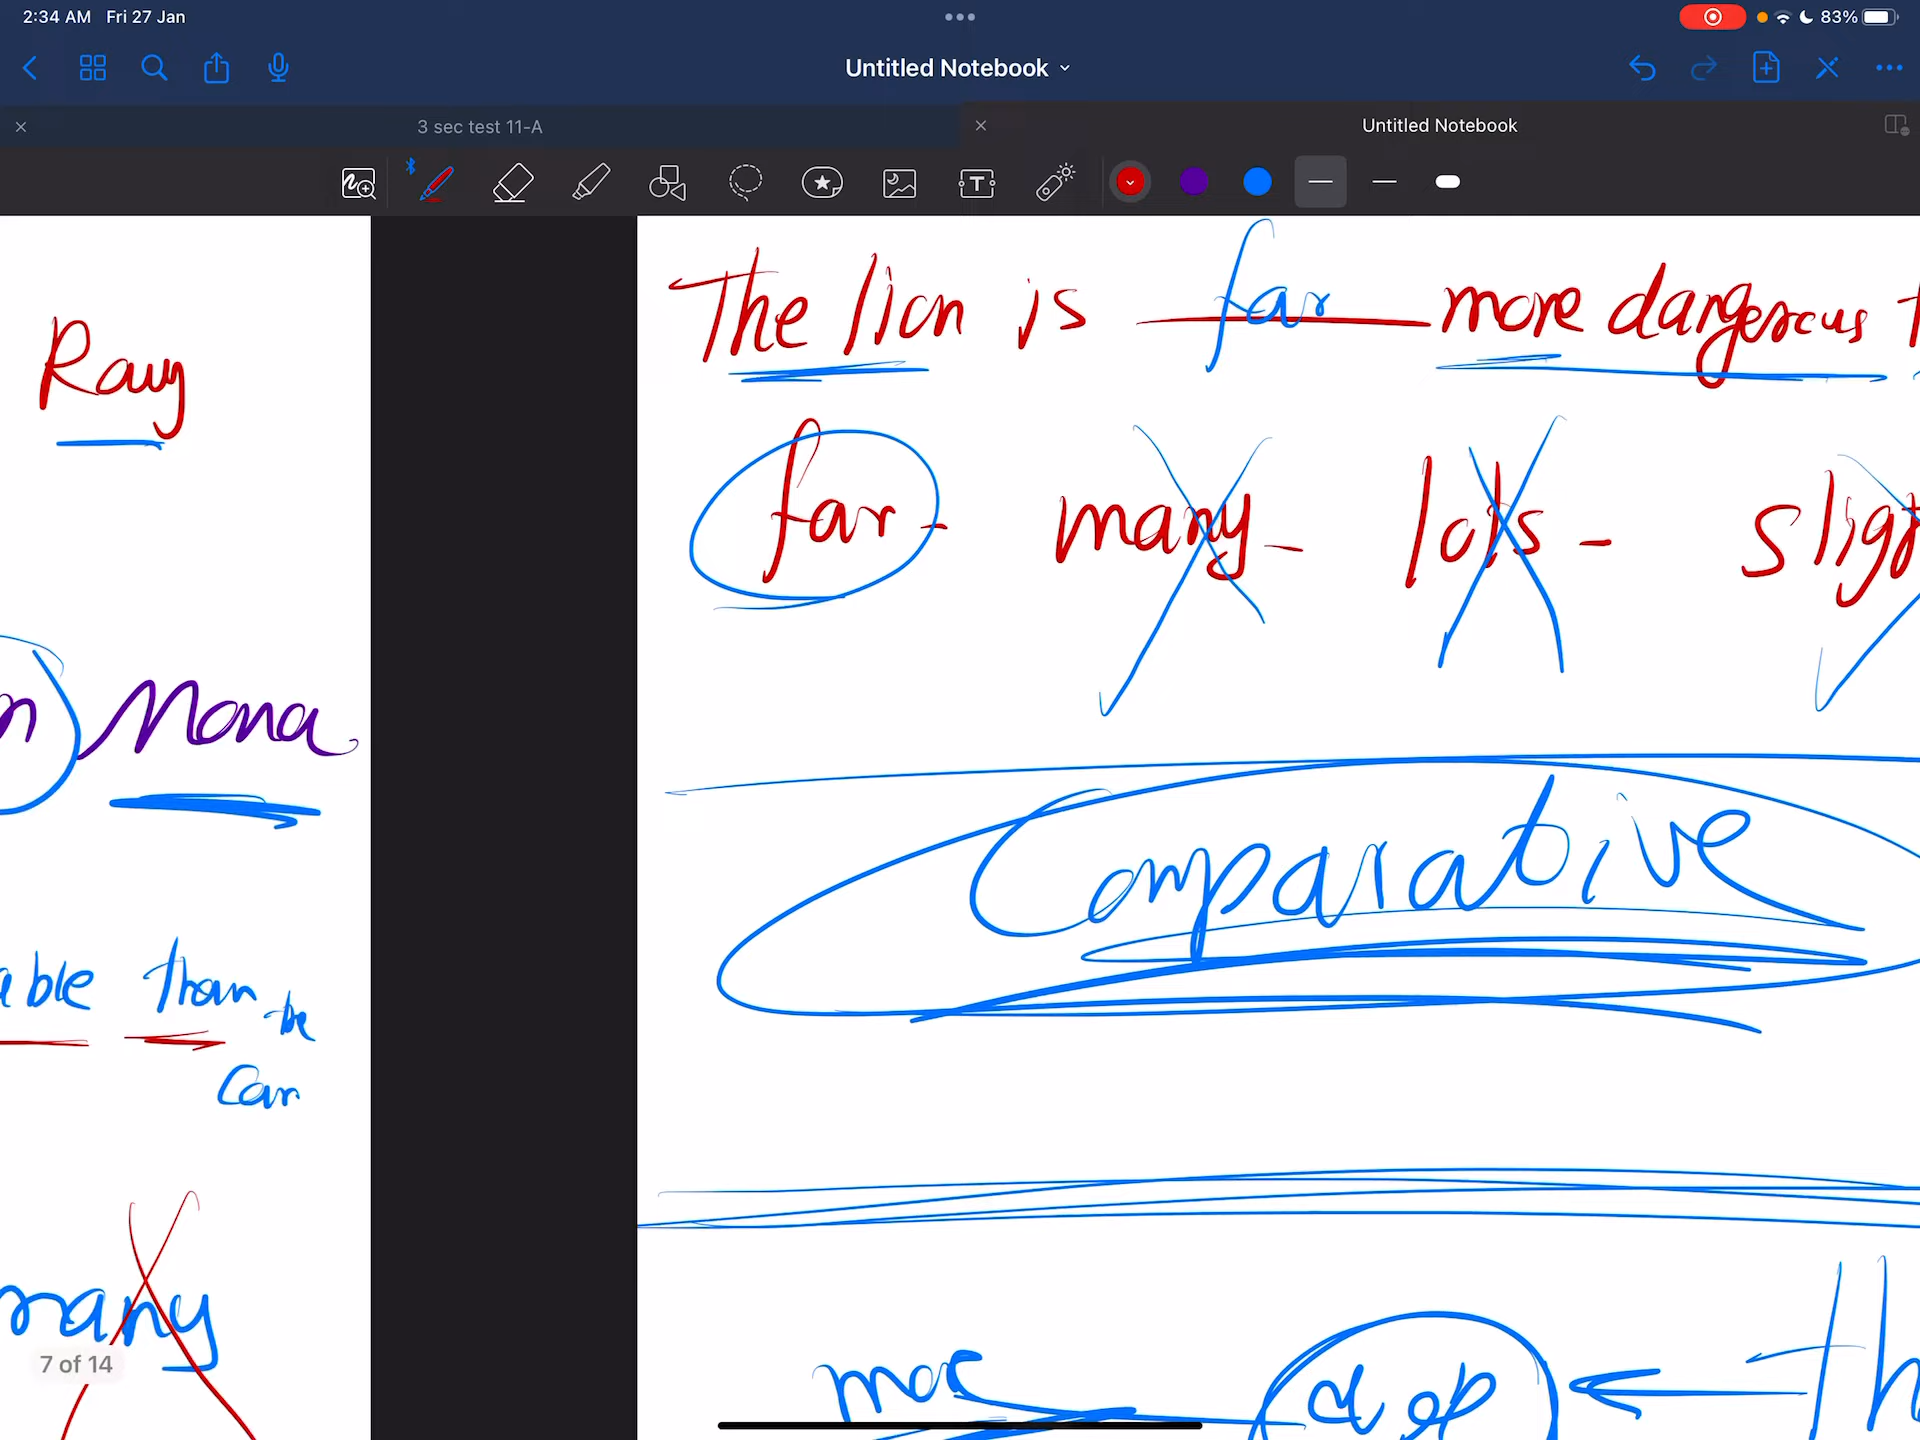 2:34 AM Fri 27 Jan
83%
Untitled Notebook
3 sec test 11-A
Untitled Notebook
The lion is far more dangerous
Ray
far - many - lots -
Mona
Comparative
able than
be
Car
many
7 of 14